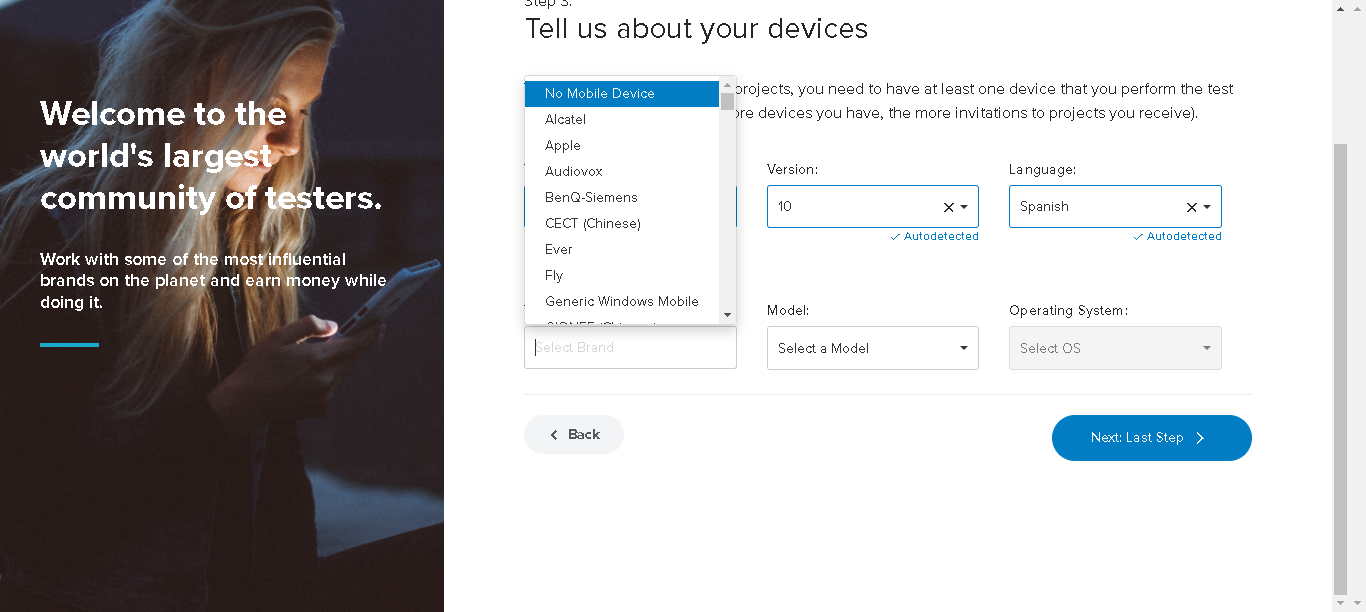 Welcome to the
world's largest
community of testers.
Work with some of the most influential
brands on the planet and earn money while
doing it.
Step 3:
Tell us about your devices
projects, you need to have at least one device that you perform the test
ore devices you have, the more invitations to projects you receive).
No Mobile Device
Alcatel
Apple
Audiovox
BenQ-Siemens
CECT (Chinese)
Ever
Fly
Generic Windows Mobile
Version:
10
Autodetected
Language:
Spanish
Autodetected
Select Brand
Model:
Select a Model
Operating System:
Select OS
Back
Next: Last Step